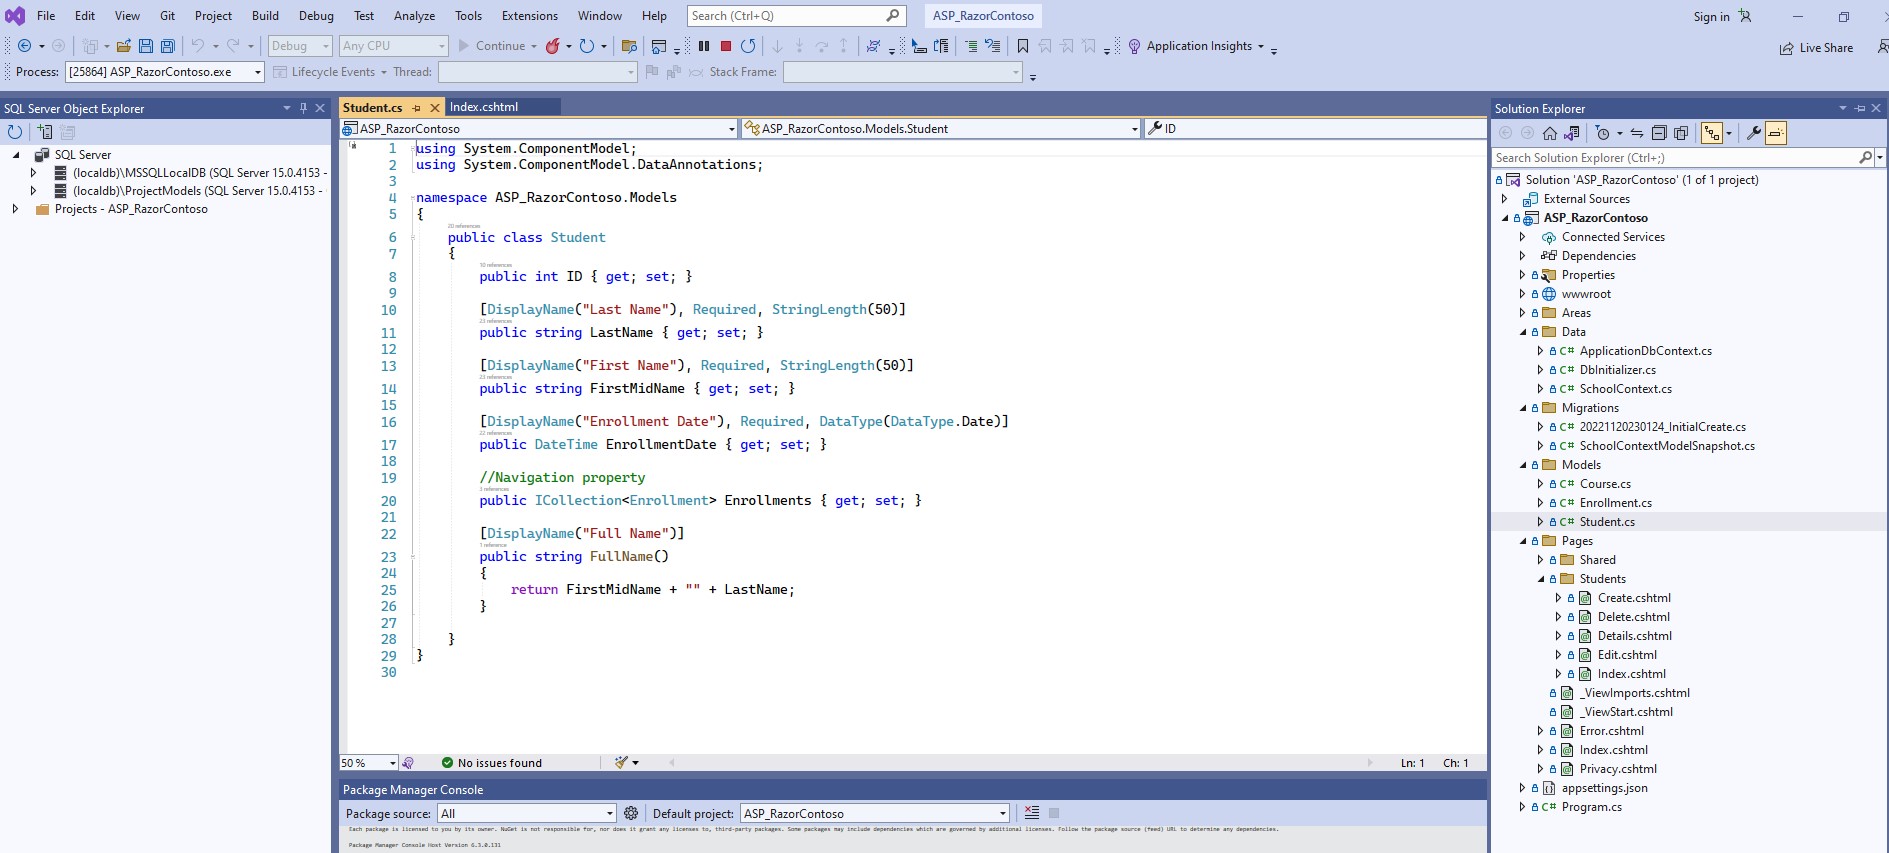 File Edit View Git Project Build Debug Test Analyze Tools Extensions Window Help Search (Ctrl+Q) ASP_RazorContoso Sign in
Debug Any CPU Continue Application Insights Live Share
Process: [25864] ASP_RazorContoso.exe Lifecycle Events Thread: Stack Frame:
SQL Server Object Explorer
SQL Server
(localdb)\MSSQLLocalDB (SQL Server 15.0.4153 -
(localdb)\ProjectModels (SQL Server 15.0.4153 -
Projects - ASP_RazorContoso
Student.cs Index.cshtml
ASP_RazorContoso ASP_RazorContoso.Models.Student ID
1 using System.ComponentModel;
2 using System.ComponentModel.DataAnnotations;
3
4 namespace ASP_RazorContoso.Models
5 {
20 references
6 public class Student
7 {
10 references
8 public int ID { get; set; }
9
10 [DisplayName("Last Name"), Required, StringLength(50)]
23 references
11 public string LastName { get; set; }
12
13 [DisplayName("First Name"), Required, StringLength(50)]
23 references
14 public string FirstMidName { get; set; }
15
16 [DisplayName("Enrollment Date"), Required, DataType(DataType.Date)]
22 references
17 public DateTime EnrollmentDate { get; set; }
18
19 //Navigation property
3 references
20 public ICollection<Enrollment> Enrollments { get; set; }
21
22 [DisplayName("Full Name")]
1 reference
23 public string FullName()
24 {
25 return FirstMidName + "" + LastName;
26 }
27
28 }
29 }
30
50 % No issues found Ln: 1 Ch: 1
Package Manager Console
Package source: All Default project: ASP_RazorContoso
Each package is licensed to you by its owner. NuGet is not responsible for, nor does it grant any licenses to, third-party packages. Some packages may include dependencies which are governed by additional licenses. Follow the package source (feed) URL to determine any dependencies.
Package Manager Console Host Version 6.3.0.131
Solution Explorer
Search Solution Explorer (Ctrl+;)
Solution 'ASP_RazorContoso' (1 of 1 project)
External Sources
ASP_RazorContoso
Connected Services
Dependencies
Properties
wwwroot
Areas
Data
C# ApplicationDbContext.cs
C# DbInitializer.cs
C# SchoolContext.cs
Migrations
C# 20221120230124_InitialCreate.cs
C# SchoolContextModelSnapshot.cs
Models
C# Course.cs
C# Enrollment.cs
C# Student.cs
Pages
Shared
Students
Create.cshtml
Delete.cshtml
Details.cshtml
Edit.cshtml
Index.cshtml
_ViewImports.cshtml
_ViewStart.cshtml
Error.cshtml
Index.cshtml
Privacy.cshtml
appsettings.json
C# Program.cs